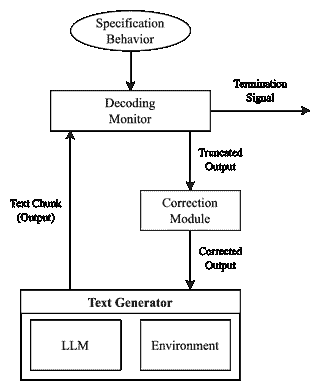 Specification
Behavior
Decoding
Monitor
Termination
Signal
Truncated
Output
Text Chunk
(Output)
Correction
Module
Corrected
Output
Text Generator
LLM
Environment